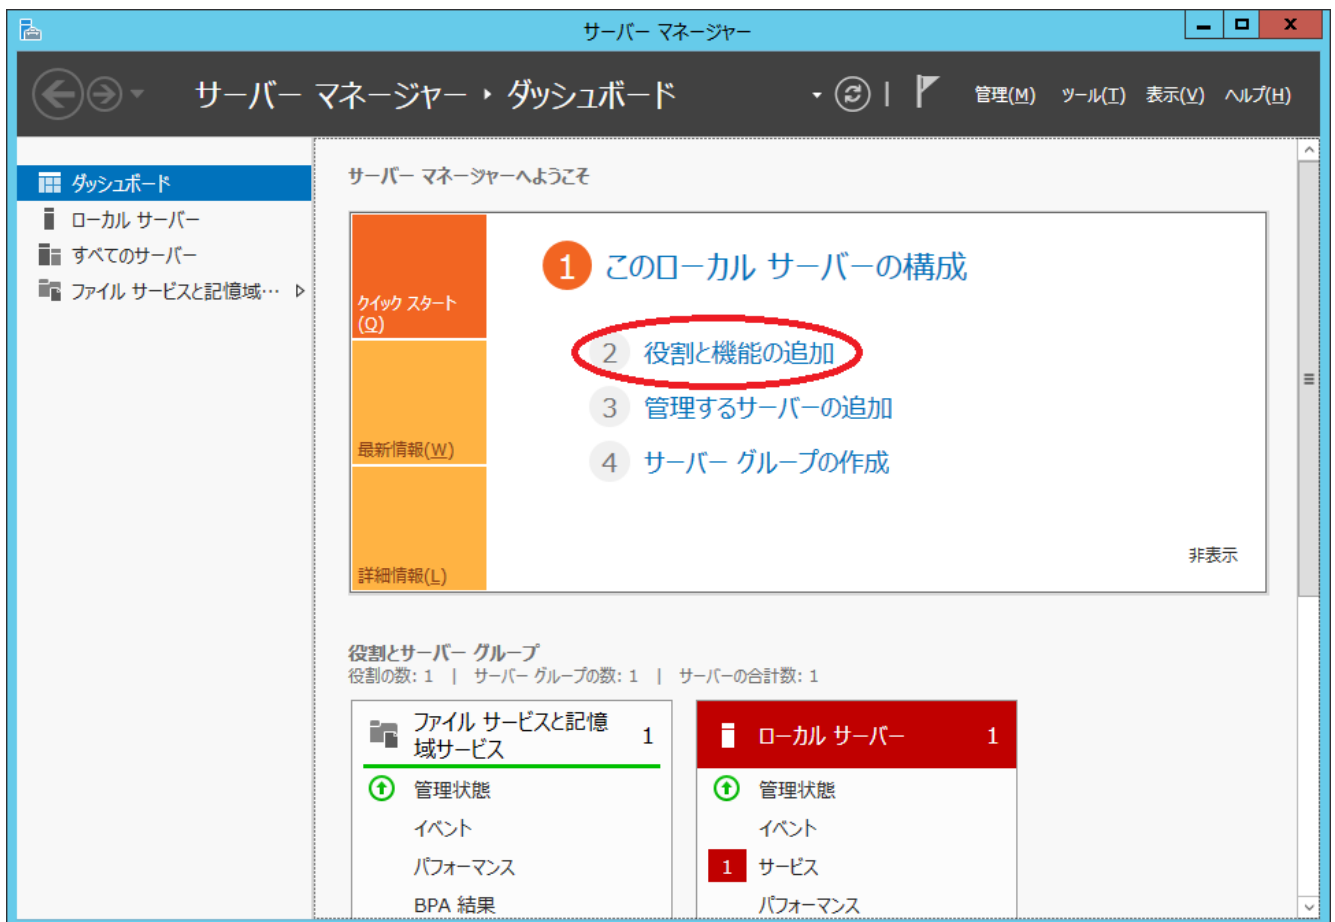 サーバー マネージャー
サーバー マネージャー ‣ ダッシュボード
管理(M) ツール(T) 表示(V) ヘルプ(H)
ダッシュボード
ローカル サーバー
すべてのサーバー
ファイル サービスと記憶域…
サーバー マネージャーへようこそ
クイック スタート
(Q)
最新情報(W)
詳細情報(L)
1 このローカル サーバーの構成
2 役割と機能の追加
3 管理するサーバーの追加
4 サーバー グループの作成
非表示
役割とサーバー グループ
役割の数: 1 | サーバー グループの数: 1 | サーバーの合計数: 1
ファイル サービスと記憶
域サービス 1
管理状態
イベント
パフォーマンス
BPA 結果
ローカル サーバー 1
管理状態
イベント
1 サービス
パフォーマンス